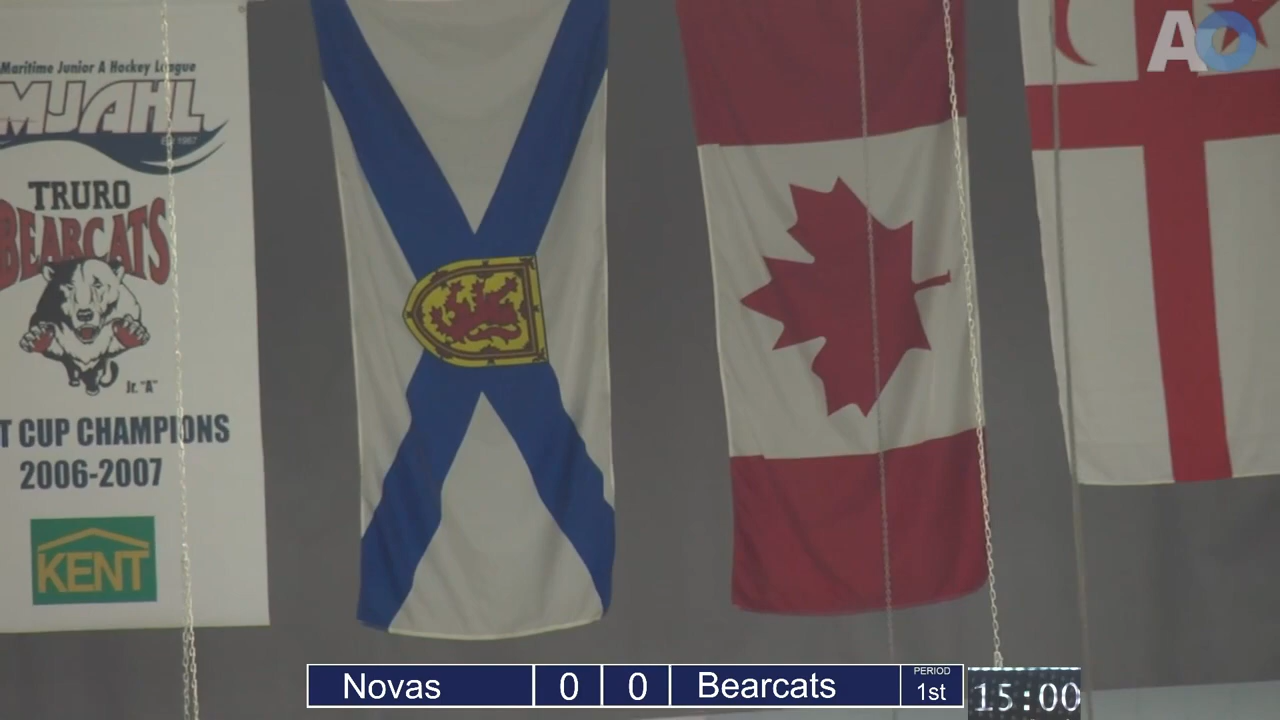 Maritime Junior A Hockey League
MJAHL
TRURO
BEARCATS
Jr. "A"
T CUP CHAMPIONS
2006-2007
KENT
AO
Novas 0 0 Bearcats PERIOD 1st 15:00